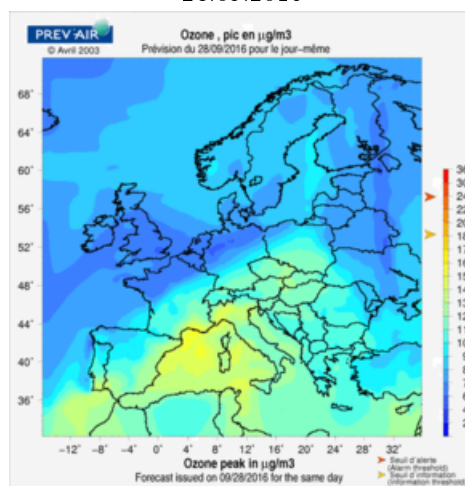 PREV'AIR
© Avril 2003
Ozone , pic en µg/m3
Prévision du 28/09/2016 pour le jour-même
68°
64°
60°
56°
52°
48°
44°
40°
36°
-12° -8° -4° 0° 4° 8° 12° 16° 20° 24° 28° 32°
Ozone peak in µg/m3
Forecast issued on 09/28/2016 for the same day
Seuil d'alerte
(Alarm threshold)
Seuil d'information
(Information threshold)